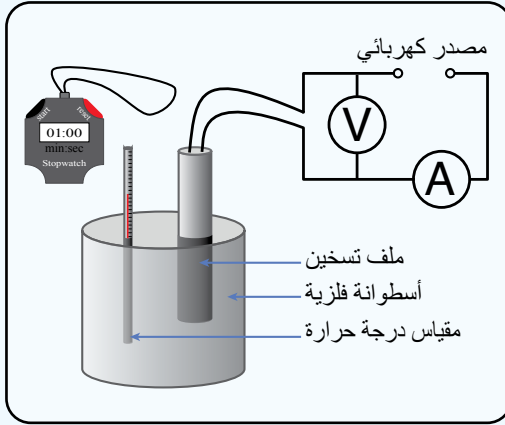 مصدر كهربائي
start
reset
01:00
min:sec
Stopwatch
V
A
ملف تسخين
أسطوانة فلزية
مقياس درجة حرارة